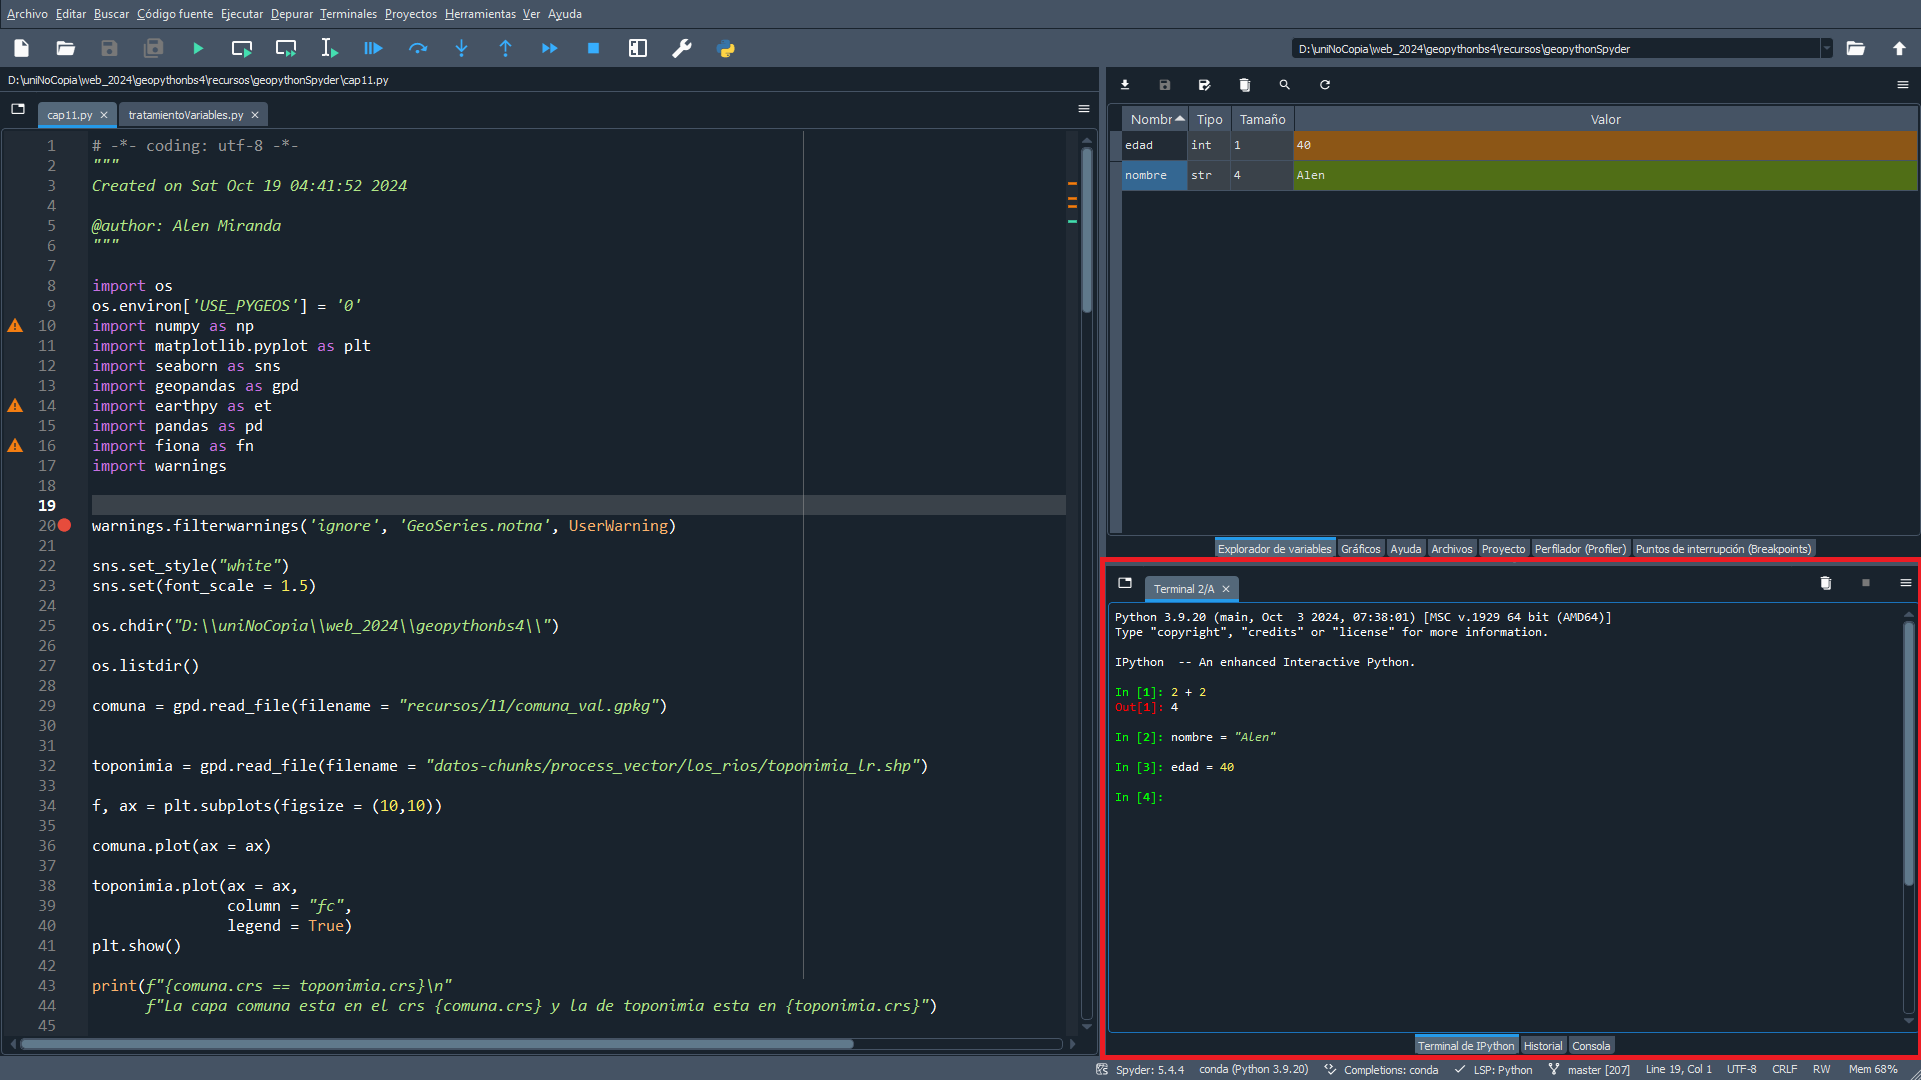 Archivo Editar Buscar Código fuente Ejecutar Depurar Terminales Proyectos Herramientas Ver Ayuda
D:\uniNoCopia\web_2024\geopythonbs4\recursos\geopythonSpyder
D:\uniNoCopia\web_2024\geopythonbs4\recursos\geopythonSpyder\cap11.py
cap11.py tratamientoVariables.py
1 # -*- coding: utf-8 -*-
2 """
3 Created on Sat Oct 19 04:41:52 2024
4
5 @author: Alen Miranda
6 """
7
8 import os
9 os.environ['USE_PYGEOS'] = '0'
10 import numpy as np
11 import matplotlib.pyplot as plt
12 import seaborn as sns
13 import geopandas as gpd
14 import earthpy as et
15 import pandas as pd
16 import fiona as fn
17 import warnings
18
19
20 warnings.filterwarnings('ignore', 'GeoSeries.notna', UserWarning)
21
22 sns.set_style("white")
23 sns.set(font_scale = 1.5)
24
25 os.chdir("D:\\uniNoCopia\\web_2024\\geopythonbs4\\")
26
27 os.listdir()
28
29 comuna = gpd.read_file(filename = "recursos/11/comuna_val.gpkg")
30
31
32 toponimia = gpd.read_file(filename = "datos-chunks/process_vector/los_rios/toponimia_lr.shp")
33
34 f, ax = plt.subplots(figsize = (10,10))
35
36 comuna.plot(ax = ax)
37
38 toponimia.plot(ax = ax,
39 column = "fc",
40 legend = True)
41 plt.show()
42
43 print(f"{comuna.crs == toponimia.crs}\n"
44 f"La capa comuna esta en el crs {comuna.crs} y la de toponimia esta en {toponimia.crs}")
45
Nombr Tipo Tamaño Valor
edad int 1 40
nombre str 4 Alen
Explorador de variables Gráficos Ayuda Archivos Proyecto Perfilador (Profiler) Puntos de interrupción (Breakpoints)
Terminal 2/A
Python 3.9.20 (main, Oct 3 2024, 07:38:01) [MSC v.1929 64 bit (AMD64)]
Type "copyright", "credits" or "license" for more information.
IPython -- An enhanced Interactive Python.
In [1]: 2 + 2
Out[1]: 4
In [2]: nombre = "Alen"
In [3]: edad = 40
In [4]:
Terminal de IPython Historial Consola
Spyder: 5.4.4 conda (Python 3.9.20) Completions: conda LSP: Python master [207] Line 19, Col 1 UTF-8 CRLF RW Mem 68%